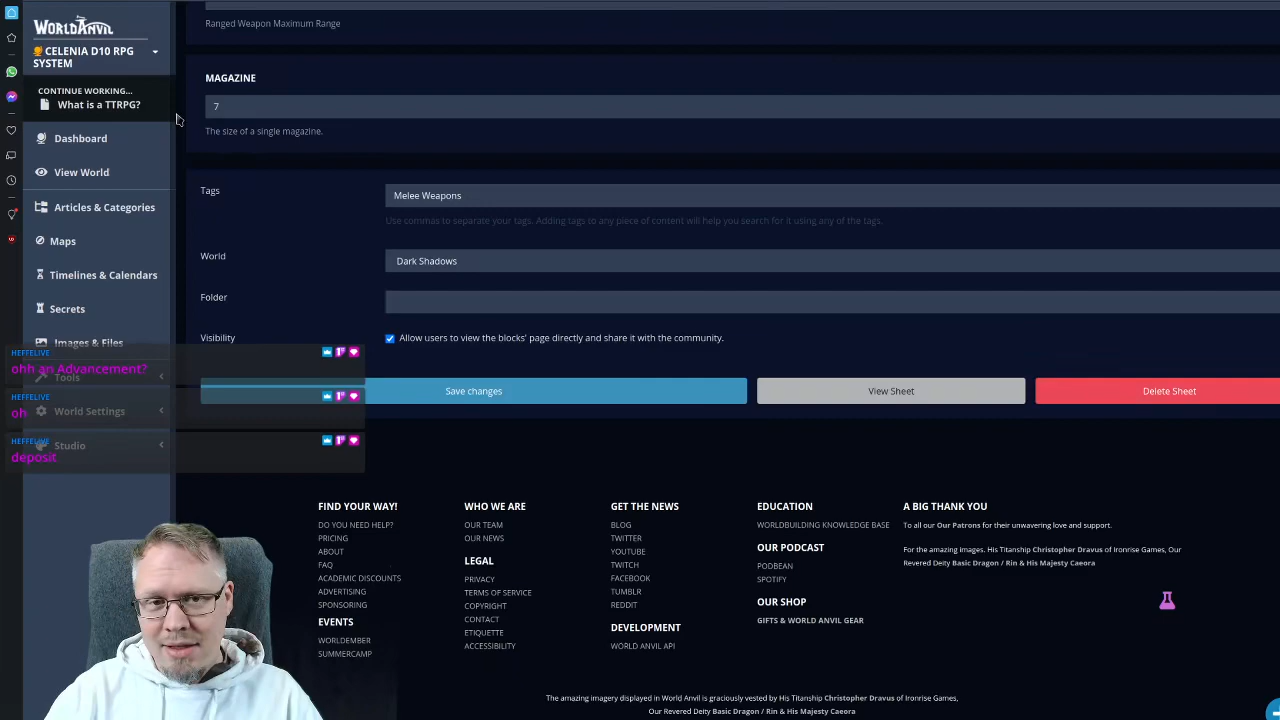 WORLDANVIL
CELENIA D10 RPG
SYSTEM
CONTINUE WORKING...
What is a TTRPG?
Dashboard
View World
Articles & Categories
Maps
Timelines & Calendars
Secrets
Images & Files
HEFFELIVE
ohh an Advancement?
Tools
HEFFELIVE
oh
World Settings
HEFFELIVE
Studio
deposit
Ranged Weapon Maximum Range
MAGAZINE
7
The size of a single magazine.
Tags
Melee Weapons
Use commas to separate your tags. Adding tags to any piece of content will help you search for it using any of the tags.
World
Dark Shadows
Folder
Visibility
Allow users to view the blocks' page directly and share it with the community.
Save changes
View Sheet
Delete Sheet
FIND YOUR WAY!
DO YOU NEED HELP?
PRICING
ABOUT
FAQ
ACADEMIC DISCOUNTS
ADVERTISING
SPONSORING
EVENTS
WORLDEMBER
SUMMERCAMP
WHO WE ARE
OUR TEAM
OUR NEWS
LEGAL
PRIVACY
TERMS OF SERVICE
COPYRIGHT
CONTACT
ETIQUETTE
ACCESSIBILITY
GET THE NEWS
BLOG
TWITTER
YOUTUBE
TWITCH
FACEBOOK
TUMBLR
REDDIT
DEVELOPMENT
WORLD ANVIL API
EDUCATION
WORLDBUILDING KNOWLEDGE BASE
OUR PODCAST
PODBEAN
SPOTIFY
OUR SHOP
GIFTS & WORLD ANVIL GEAR
A BIG THANK YOU
To all our Our Patrons for their unwavering love and support.
For the amazing images. His Titanship Christopher Dravus of Ironrise Games, Our
Revered Deity Basic Dragon / Rin & His Majesty Caeora
The amazing imagery displayed in World Anvil is graciously vested by His Titanship Christopher Dravus of Ironrise Games,
Our Revered Deity Basic Dragon / Rin & His Majesty Caeora